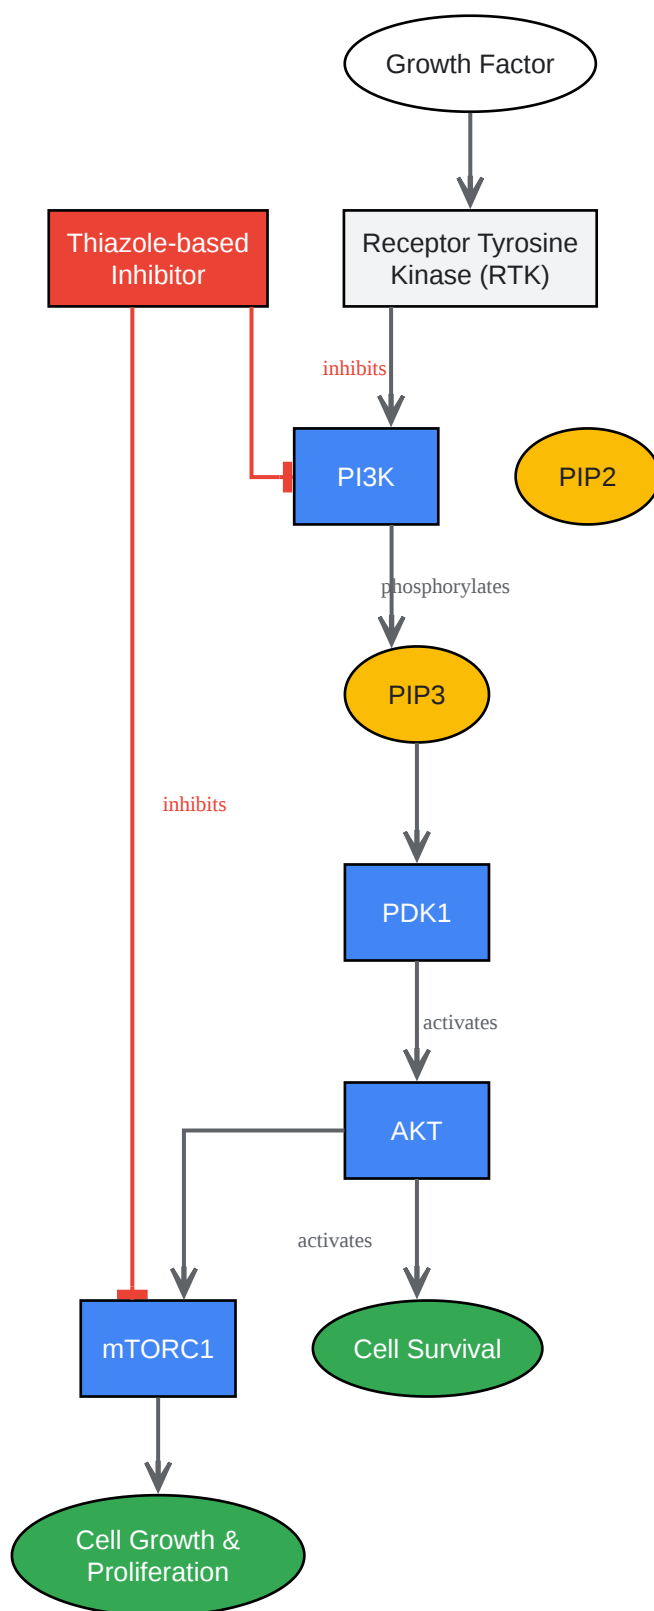 Growth Factor
Thiazole-based
Inhibitor
Receptor Tyrosine
Kinase (RTK)
inhibits
PI3K
PIP2
phosphorylates
PIP3
inhibits
PDK1
activates
AKT
activates
mTORC1
Cell Survival
Cell Growth &
Proliferation